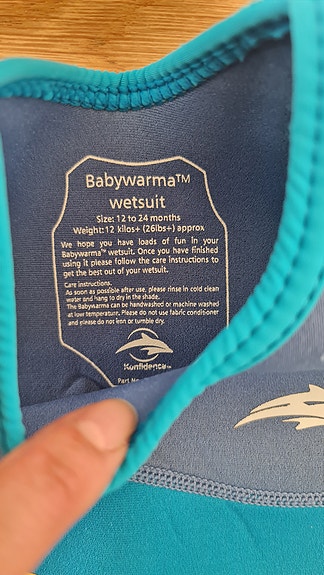 Babywarma™
wetsuit
Size: 12 to 24 months
Weight: 12 kilos+ (26lbs+) approx
We hope you have loads of fun in your
Babywarma™ wetsuit. Once you have finished
using it please follow the care instructions to
get the best out of your wetsuit.
Care instructions.
As soon as possible after use, please rinse in cold clean
water and hang to dry in the shade.
The Babywarma can be handwashed or machine washed
at low temperature. Please do not use fabric conditioner
and please do not iron or tumble dry.
Konfidence™
Part No